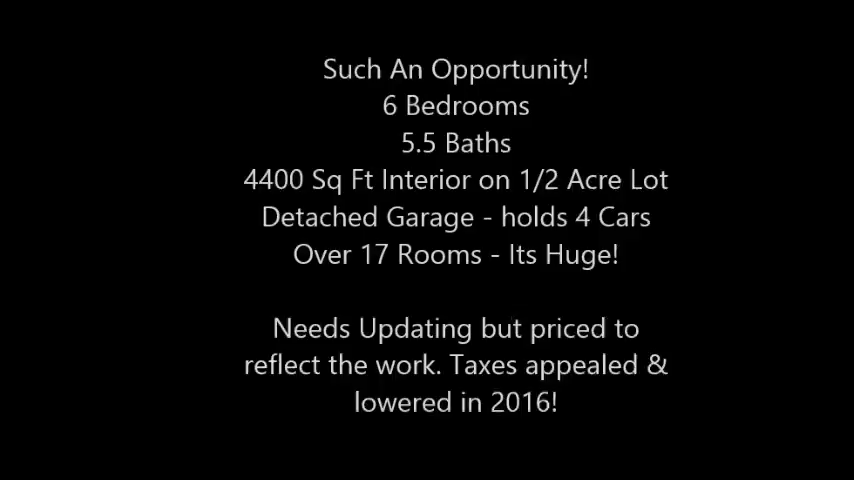 Such An Opportunity!
6 Bedrooms
5.5 Baths
4400 Sq Ft Interior on 1/2 Acre Lot
Detached Garage - holds 4 Cars
Over 17 Rooms - Its Huge!
Needs Updating but priced to
reflect the work. Taxes appealed &
lowered in 2016!